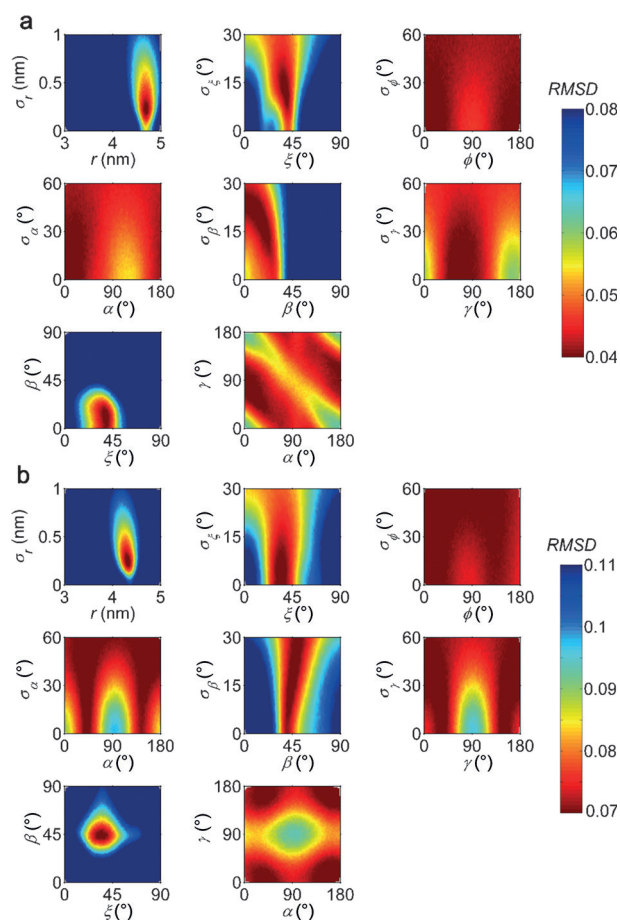 a
1
0.5
0
σr (nm)
3 4 5
r (nm)
30
15
0
σξ (°)
0 45 90
ξ (°)
60
30
0
σϕ (°)
0 90 180
ϕ (°)
RMSD
0.08
0.07
0.06
0.05
0.04
60
30
0
σα (°)
0 90 180
α (°)
30
15
0
σβ (°)
0 45 90
β (°)
60
30
0
σγ (°)
0 90 180
γ (°)
90
45
0
β (°)
0 45 90
ξ (°)
180
90
0
γ (°)
0 90 180
α (°)
b
1
0.5
0
σr (nm)
3 4 5
r (nm)
30
15
0
σξ (°)
0 45 90
ξ (°)
60
30
0
σϕ (°)
0 90 180
ϕ (°)
RMSD
0.11
0.1
0.09
0.08
0.07
60
30
0
σα (°)
0 90 180
α (°)
30
15
0
σβ (°)
0 45 90
β (°)
60
30
0
σγ (°)
0 90 180
γ (°)
90
45
0
β (°)
0 45 90
ξ (°)
180
90
0
γ (°)
0 90 180
α (°)